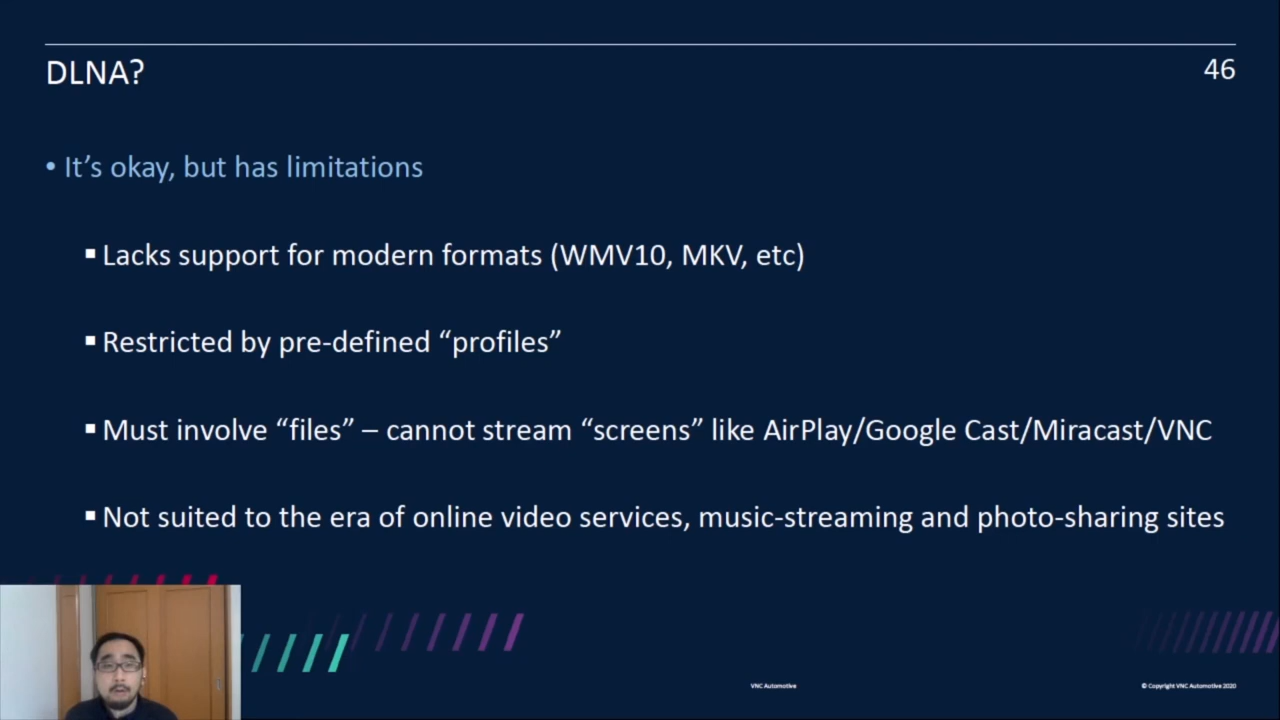 DLNA?
46
• It’s okay, but has limitations
▪ Lacks support for modern formats (WMV10, MKV, etc)
▪ Restricted by pre-defined “profiles”
▪ Must involve “files” – cannot stream “screens” like AirPlay/Google Cast/Miracast/VNC
▪ Not suited to the era of online video services, music-streaming and photo-sharing sites
VNC Automotive
© Copyright VNC Automotive 2020